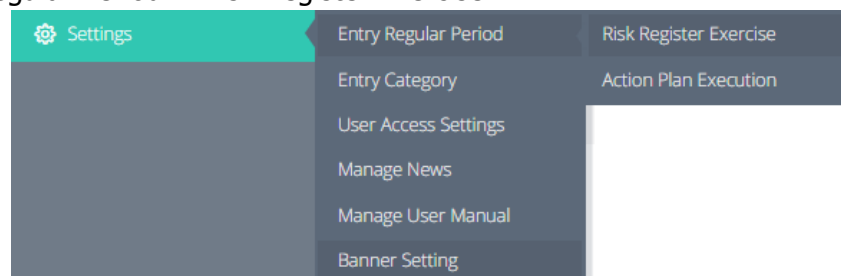 Settings
Entry Regular Period
Risk Register Exercise
Entry Category
Action Plan Execution
User Access Settings
Manage News
Manage User Manual
Banner Setting